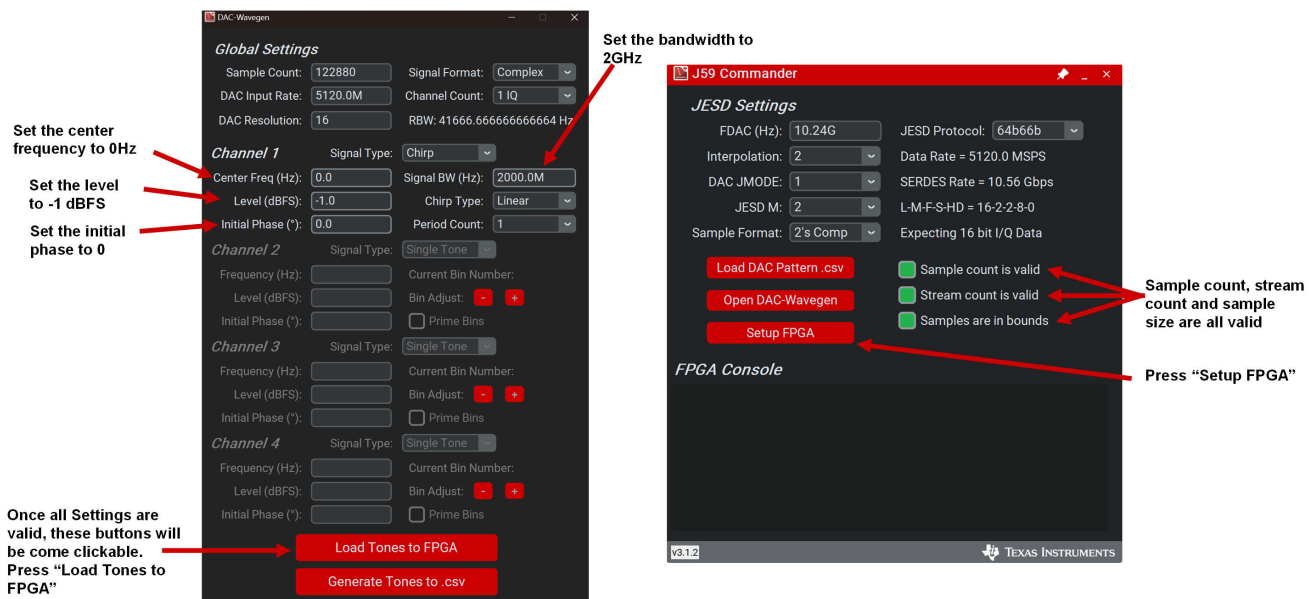 DAC-Wavegen
Global Settings
Sample Count: 122880 Signal Format: Complex
DAC Input Rate: 5120.0M Channel Count: 1 IQ
DAC Resolution: 16 RBW: 41666.666666666664 Hz
Channel 1 Signal Type: Chirp
Center Freq (Hz): 0.0 Signal BW (Hz): 2000.0M
Level (dBFS): -1.0 Chirp Type: Linear
Initial Phase (°): 0.0 Period Count: 1
Channel 2 Signal Type: Single Tone
Frequency (Hz): Current Bin Number:
Level (dBFS): Bin Adjust: - +
Initial Phase (°): Prime Bins
Channel 3 Signal Type: Single Tone
Frequency (Hz): Current Bin Number:
Level (dBFS): Bin Adjust: - +
Initial Phase (°): Prime Bins
Channel 4 Signal Type: Single Tone
Frequency (Hz): Current Bin Number:
Level (dBFS): Bin Adjust: - +
Initial Phase (°): Prime Bins
Load Tones to FPGA
Generate Tones to .csv
Set the center
frequency to 0Hz
Set the level
to -1 dBFS
Set the initial
phase to 0
Once all Settings are
valid, these buttons will
be come clickable.
Press “Load Tones to
FPGA”
Set the bandwidth to
2GHz
J59 Commander
JESD Settings
FDAC (Hz): 10.24G JESD Protocol: 64b66b
Interpolation: 2 Data Rate = 5120.0 MSPS
DAC JMODE: 1 SERDES Rate = 10.56 Gbps
JESD M: 2 L-M-F-S-HD = 16-2-2-8-0
Sample Format: 2's Comp Expecting 16 bit I/Q Data
Load DAC Pattern .csv Sample count is valid
Open DAC-Wavegen Stream count is valid
Setup FPGA Samples are in bounds
FPGA Console
v3.1.2 TEXAS INSTRUMENTS
Sample count, stream
count and sample
size are all valid
Press “Setup FPGA”